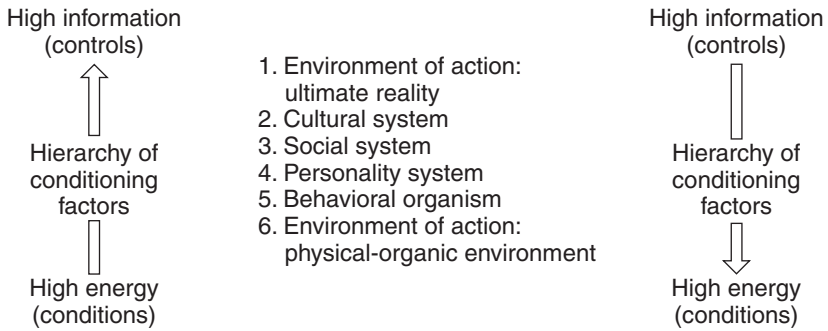 High information
(controls)
Hierarchy of
conditioning
factors
High energy
(conditions)
1. Environment of action:
ultimate reality
2. Cultural system
3. Social system
4. Personality system
5. Behavioral organism
6. Environment of action:
physical-organic environment
High information
(controls)
Hierarchy of
conditioning
factors
High energy
(conditions)